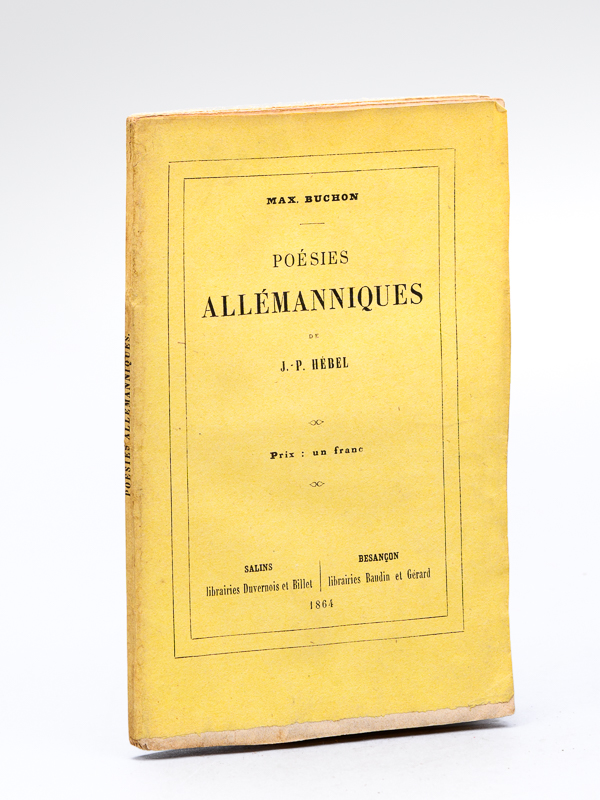 MAX. BUCHON
POÉSIES
ALLÉMANNIQUES
DE
J.-P. HÉBEL
Prix : un franc
SALINS
librairies Duvernois et Billet
BESANÇON
librairies Baudin et Gérard
1864
POÉSIES ALLÉMANNIQUES.